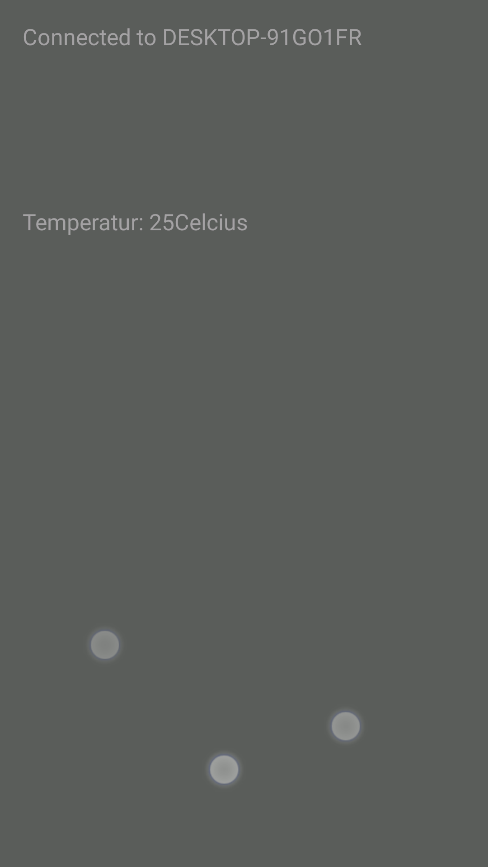 Connected to DESKTOP-91GO1FR
Temperatur: 25Celcius